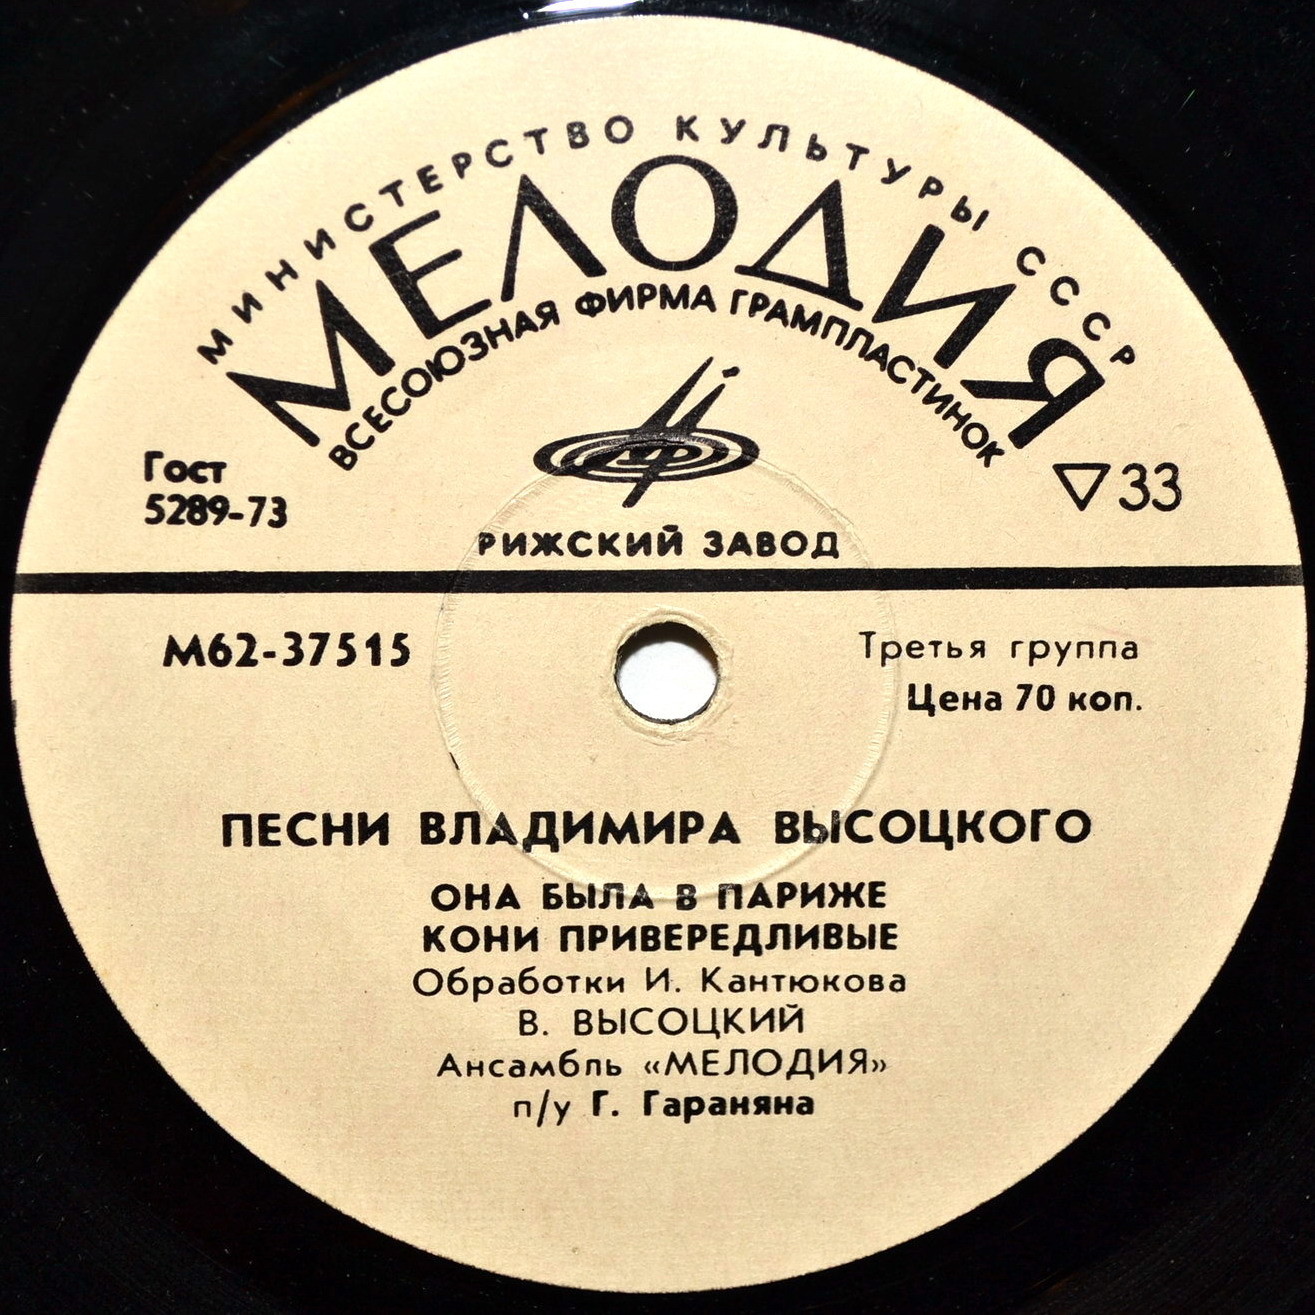 МИНИСТЕРСТВО КУЛЬТУРЫ СССР
МЕЛОДИЯ
ВСЕСОЮЗНАЯ ФИРМА ГРАМПЛАСТИНОК
Гост
5289-73
▽33
РИЖСКИЙ ЗАВОД
М62-37515
Третья группа
Цена 70 коп.
ПЕСНИ ВЛАДИМИРА ВЫСОЦКОГО
ОНА БЫЛА В ПАРИЖЕ
КОНИ ПРИВЕРЕДЛИВЫЕ
Обработки И. Кантюкова
В. ВЫСОЦКИЙ
Ансамбль «МЕЛОДИЯ»
п/у Г. Гараняна